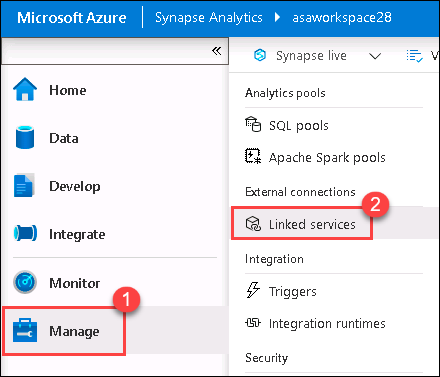 Microsoft Azure Synapse Analytics ▸ asaworkspace28
«
Home
Data
Develop
Integrate
Monitor
1
Manage
Synapse live
Analytics pools
SQL pools
Apache Spark pools
External connections
2
Linked services
Integration
Triggers
Integration runtimes
Security